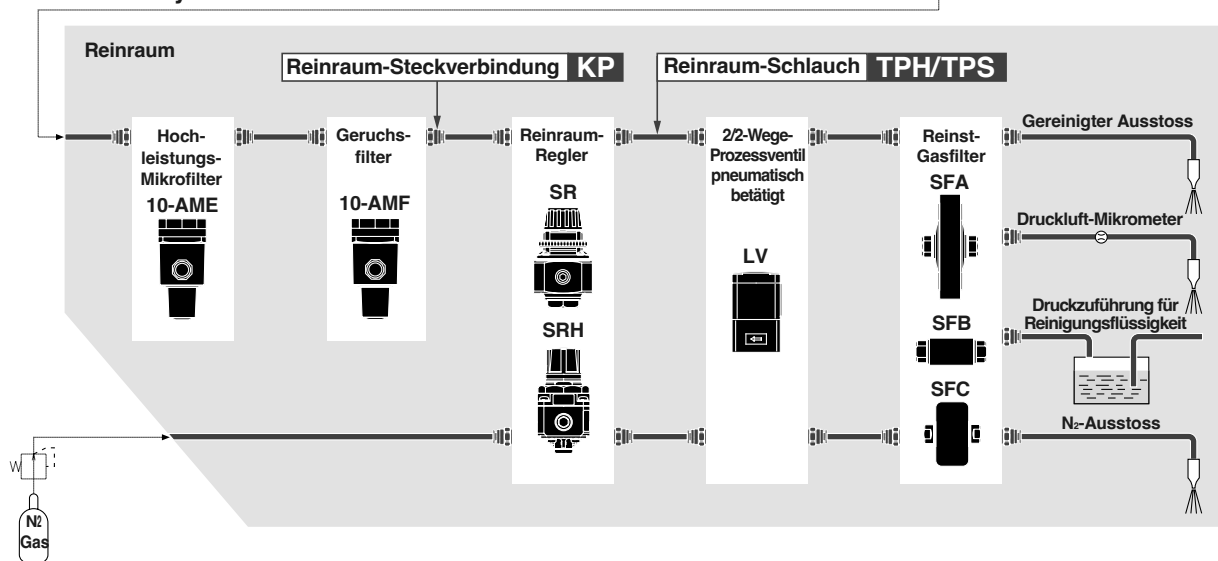 Reinraum
Reinraum-Steckverbindung KP
Reinraum-Schlauch TPH/TPS
Hoch-
leistungs-
Mikrofilter
10-AME
Geruchs-
filter
10-AMF
Reinraum-
Regler
SR
SRH
2/2-Wege-
Prozessventil
pneumatisch
betätigt
LV
Reinst-
Gasfilter
SFA
SFB
SFC
Gereinigter Ausstoss
Druckluft-Mikrometer
Druckzuführung für
Reinigungsflüssigkeit
N2-Ausstoss
N2
Gas